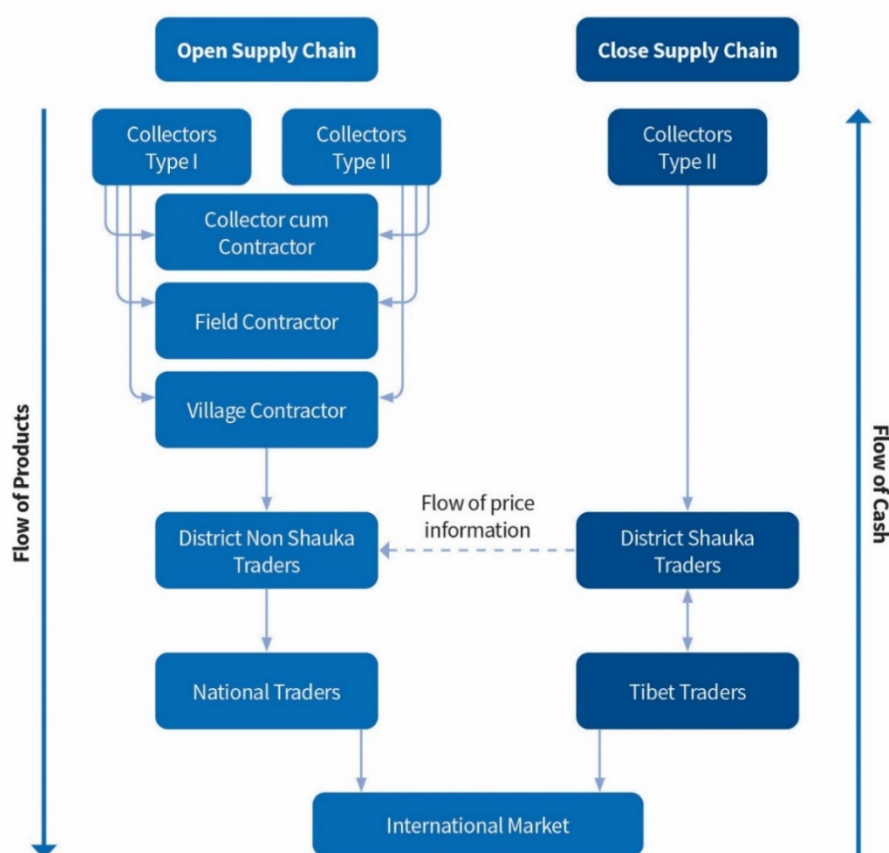 Open Supply Chain
Close Supply Chain
Collectors
Type I
Collectors
Type II
Collectors
Type II
Collector cum
Contractor
Field Contractor
Village Contractor
Flow of Products
Flow of Cash
Flow of price
information
District Non Shauka
Traders
District Shauka
Traders
National Traders
Tibet Traders
International Market